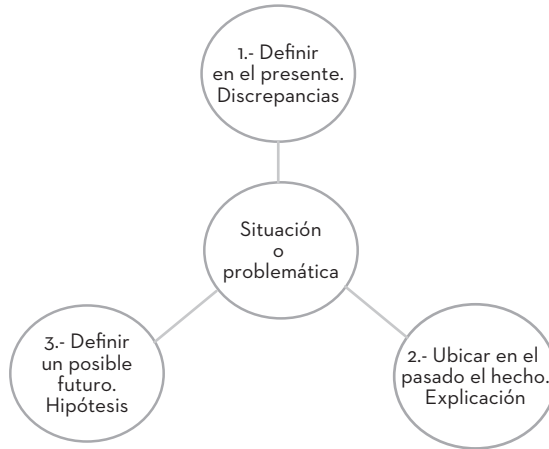 1.- Definir
en el presente.
Discrepancias
Situación
o
problemática
3.- Definir
un posible
futuro.
Hipótesis
2.- Ubicar en el
pasado el hecho.
Explicación